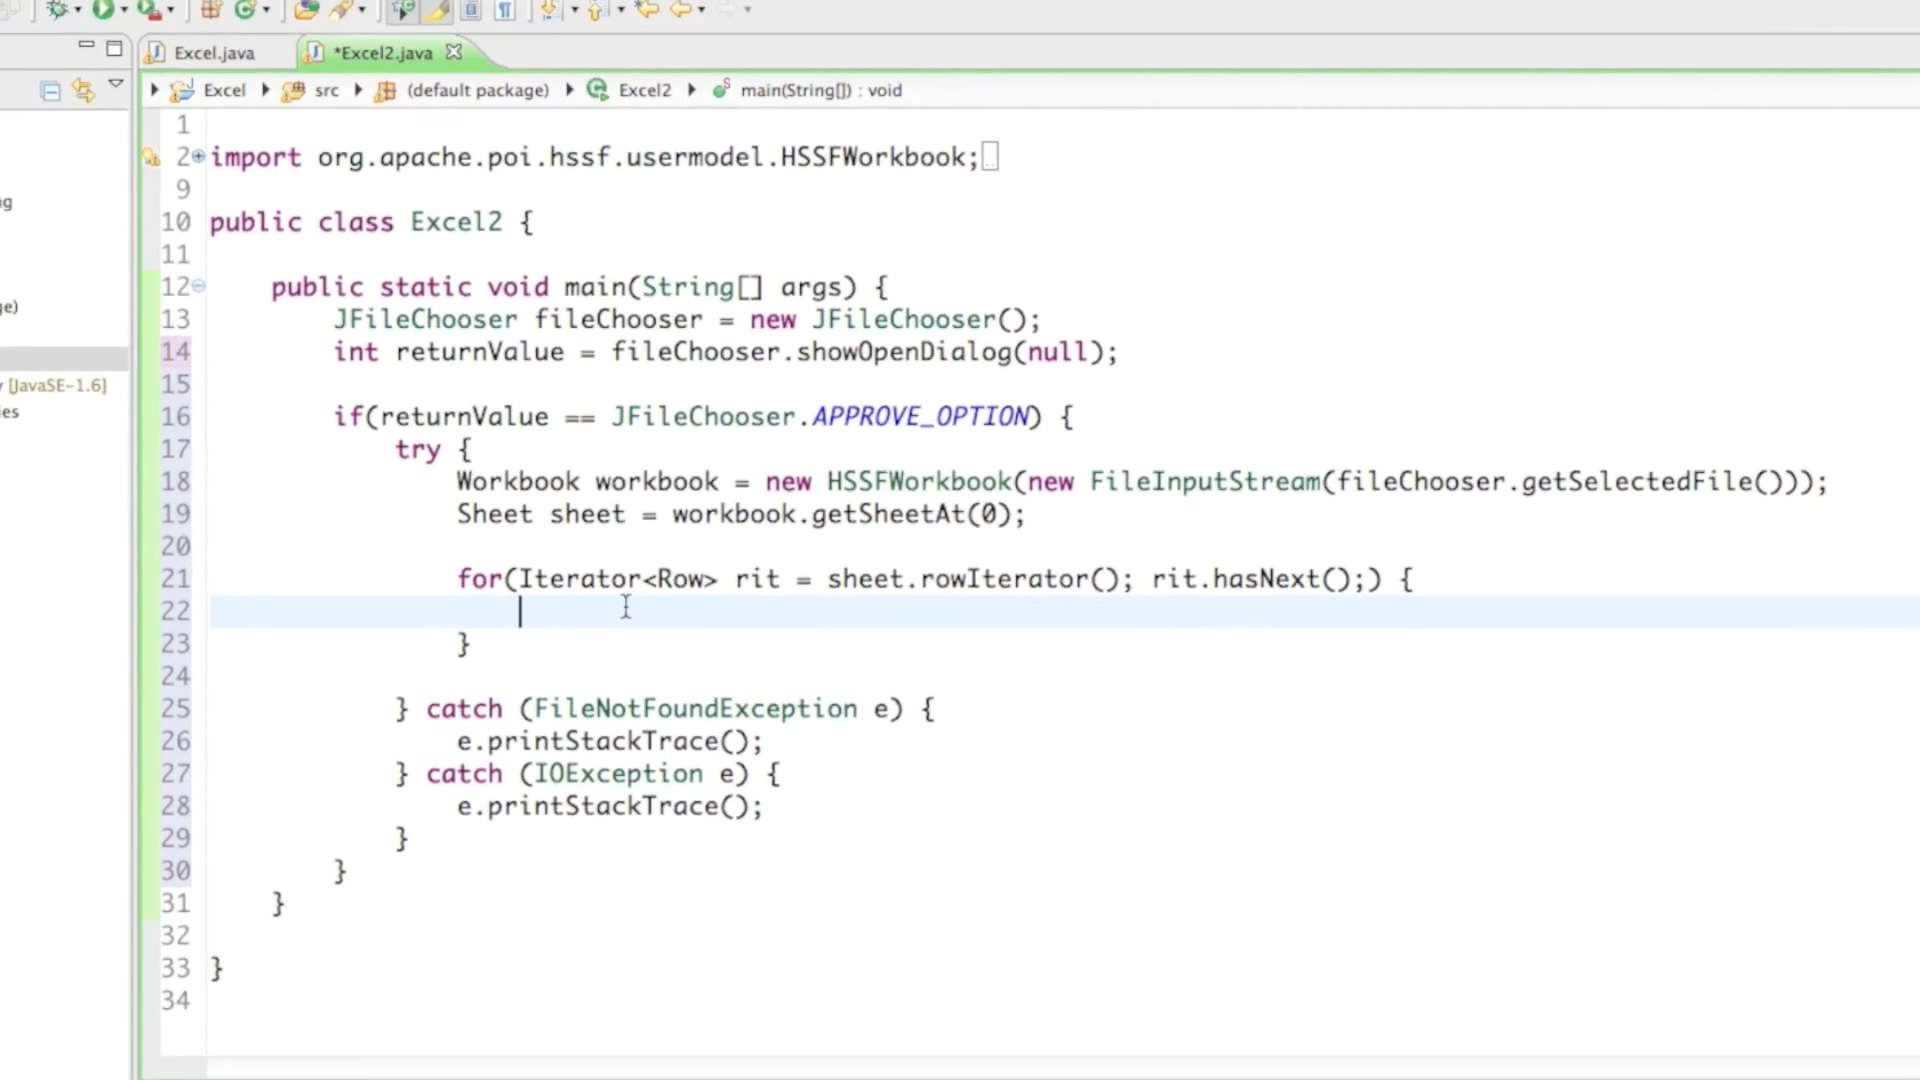 Excel.java
*Excel2.java
Excel
src
(default package)
Excel2
main(String[]) : void
1
2 import org.apache.poi.hssf.usermodel.HSSFWorkbook;
9
10 public class Excel2 {
11
12 public static void main(String[] args) {
13 JFileChooser fileChooser = new JFileChooser();
14 int returnValue = fileChooser.showOpenDialog(null);
15
16 if(returnValue == JFileChooser.APPROVE_OPTION) {
17 try {
18 Workbook workbook = new HSSFWorkbook(new FileInputStream(fileChooser.getSelectedFile()));
19 Sheet sheet = workbook.getSheetAt(0);
20
21 for(Iterator<Row> rit = sheet.rowIterator(); rit.hasNext();) {
22
23 }
24
25 } catch (FileNotFoundException e) {
26 e.printStackTrace();
27 } catch (IOException e) {
28 e.printStackTrace();
29 }
30 }
31 }
32
33 }
34
[JavaSE-1.6]